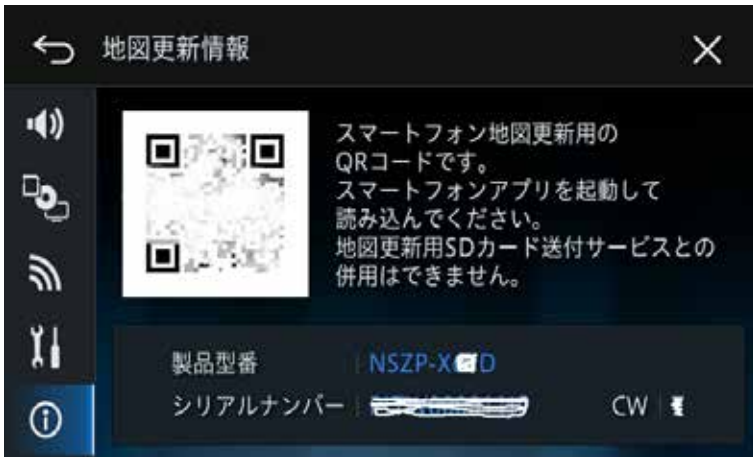 地図更新情報
スマートフォン地図更新用の
QRコードです。
スマートフォンアプリを起動して
読み込んでください。
地図更新用SDカード送付サービスとの
併用はできません。
製品型番
シリアルナンバー CW